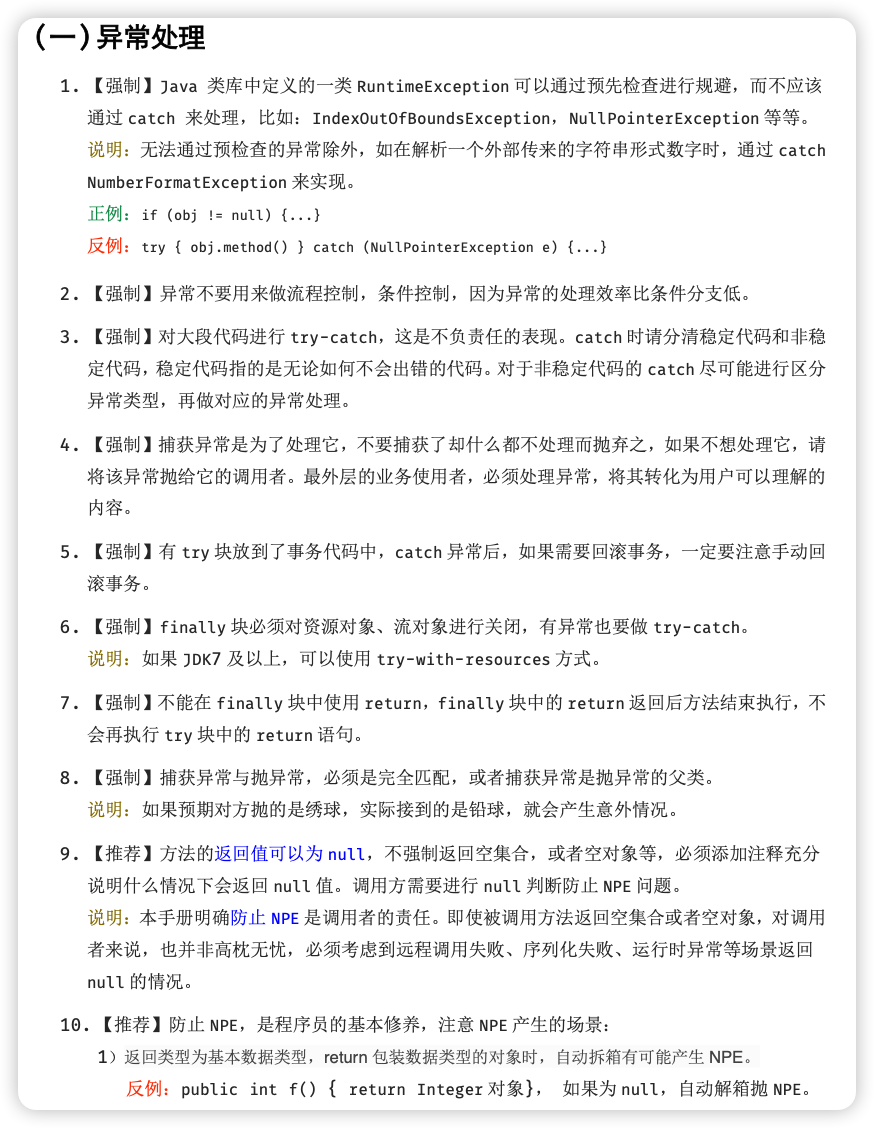 (一)异常处理
1. 【强制】Java 类库中定义的一类 RuntimeException 可以通过预先检查进行规避，而不应该
通过 catch 来处理，比如：IndexOutOfBoundsException，NullPointerException 等等。
说明：无法通过预检查的异常除外，如在解析一个外部传来的字符串形式数字时，通过 catch
NumberFormatException 来实现。
正例：if (obj != null) {...}
反例：try { obj.method() } catch (NullPointerException e) {...}
2. 【强制】异常不要用来做流程控制，条件控制，因为异常的处理效率比条件分支低。
3. 【强制】对大段代码进行 try-catch，这是不负责任的表现。catch 时请分清稳定代码和非稳
定代码，稳定代码指的是无论如何不会出错的代码。对于非稳定代码的 catch 尽可能进行区分
异常类型，再做对应的异常处理。
4. 【强制】捕获异常是为了处理它，不要捕获了却什么都不处理而抛弃之，如果不想处理它，请
将该异常抛给它的调用者。最外层的业务使用者，必须处理异常，将其转化为用户可以理解的
内容。
5. 【强制】有 try 块放到了事务代码中，catch 异常后，如果需要回滚事务，一定要注意手动回
滚事务。
6. 【强制】finally 块必须对资源对象、流对象进行关闭，有异常也要做 try-catch。
说明：如果 JDK7 及以上，可以使用 try-with-resources 方式。
7. 【强制】不能在 finally 块中使用 return，finally 块中的 return 返回后方法结束执行，不
会再执行 try 块中的 return 语句。
8. 【强制】捕获异常与抛异常，必须是完全匹配，或者捕获异常是抛异常的父类。
说明：如果预期对方抛的是绣球，实际接到的是铅球，就会产生意外情况。
9. 【推荐】方法的返回值可以为 null，不强制返回空集合，或者空对象等，必须添加注释充分
说明什么情况下会返回 null 值。调用方需要进行 null 判断防止 NPE 问题。
说明：本手册明确防止 NPE 是调用者的责任。即使被调用方法返回空集合或者空对象，对调用
者来说，也并非高枕无忧，必须考虑到远程调用失败、序列化失败、运行时异常等场景返回
null 的情况。
10. 【推荐】防止 NPE，是程序员的基本修养，注意 NPE 产生的场景：
1）返回类型为基本数据类型，return 包装数据类型的对象时，自动拆箱有可能产生 NPE。
反例：public int f() { return Integer 对象}， 如果为 null，自动解箱抛 NPE。